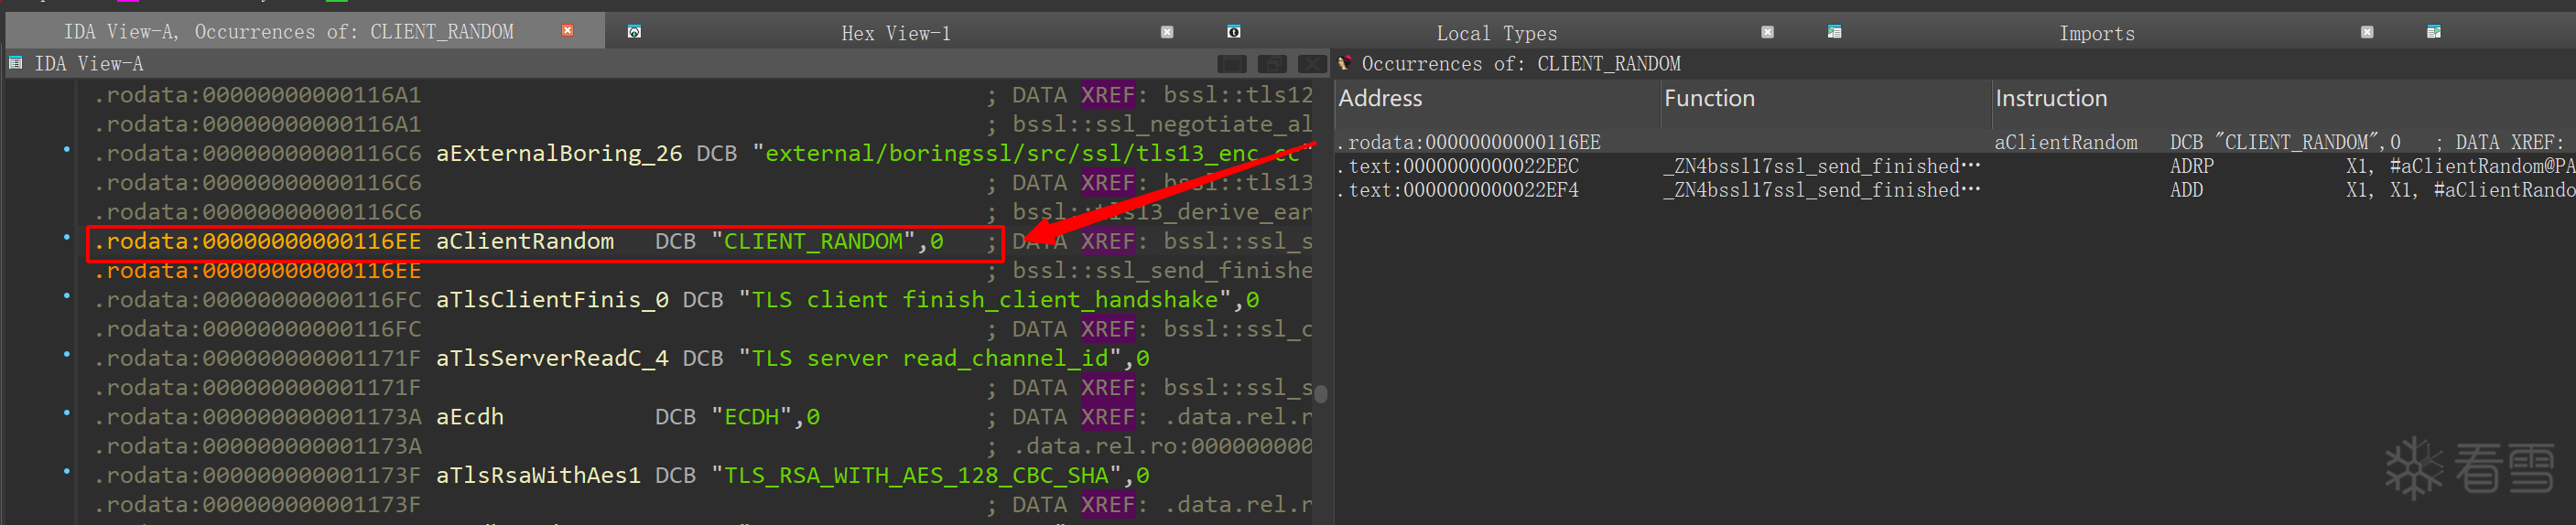 IDA View-A, Occurrences of: CLIENT_RANDOM
Hex View-1
Local Types
Imports
IDA View-A
.rodata:00000000000116A1 ; DATA XREF: bssl::tls12
.rodata:00000000000116A1 ; bssl::ssl_negotiate_al
.rodata:00000000000116C6 aExternalBoring_26 DCB "external/boringssl/src/ssl/tls13_enc.cc"
.rodata:00000000000116C6 ; DATA XREF: bssl::tls13
.rodata:00000000000116C6 ; bssl::tls13_derive_ear
.rodata:00000000000116EE aClientRandom DCB "CLIENT_RANDOM",0 ; DATA XREF: bssl::ssl_s
.rodata:00000000000116EE ; bssl::ssl_send_finishe
.rodata:00000000000116FC aTlsClientFinis_0 DCB "TLS client finish_client_handshake",0
.rodata:00000000000116FC ; DATA XREF: bssl::ssl_c
.rodata:000000000001171F aTlsServerReadC_4 DCB "TLS server read_channel_id",0
.rodata:000000000001171F ; DATA XREF: bssl::ssl_s
.rodata:000000000001173A aEcdh DCB "ECDH",0 ; DATA XREF: .data.rel.r
.rodata:000000000001173A ; .data.rel.ro:000000000
.rodata:000000000001173F aTlsRsaWithAes1 DCB "TLS_RSA_WITH_AES_128_CBC_SHA",0
.rodata:000000000001173F ; DATA XREF: .data.rel.r
Occurrences of: CLIENT_RANDOM
Address Function Instruction
.rodata:00000000000116EE aClientRandom DCB "CLIENT_RANDOM",0 ; DATA XREF:
.text:0000000000022EEC _ZN4bssl17ssl_send_finished… ADRP X1, #aClientRandom@PA
.text:0000000000022EF4 _ZN4bssl17ssl_send_finished… ADD X1, X1, #aClientRando
看雪